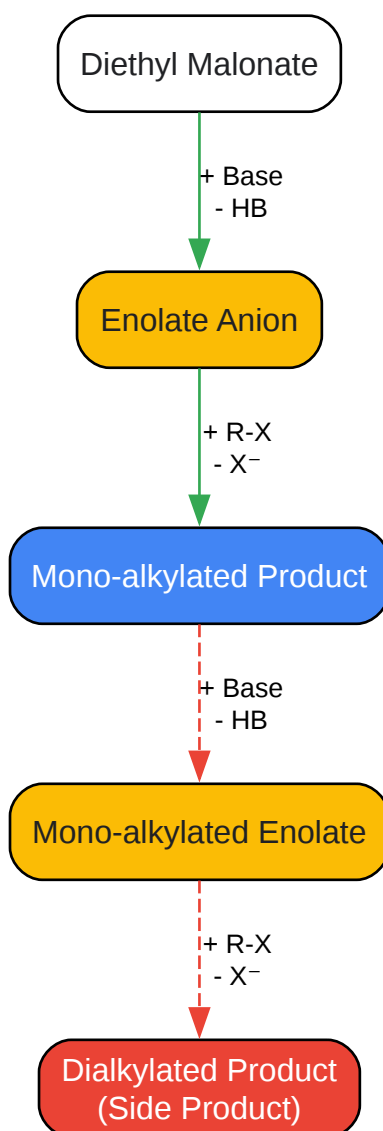 Diethyl Malonate
+ Base
- HB
Enolate Anion
+ R-X
- X⁻
Mono-alkylated Product
+ Base
- HB
Mono-alkylated Enolate
+ R-X
- X⁻
Dialkylated Product
(Side Product)